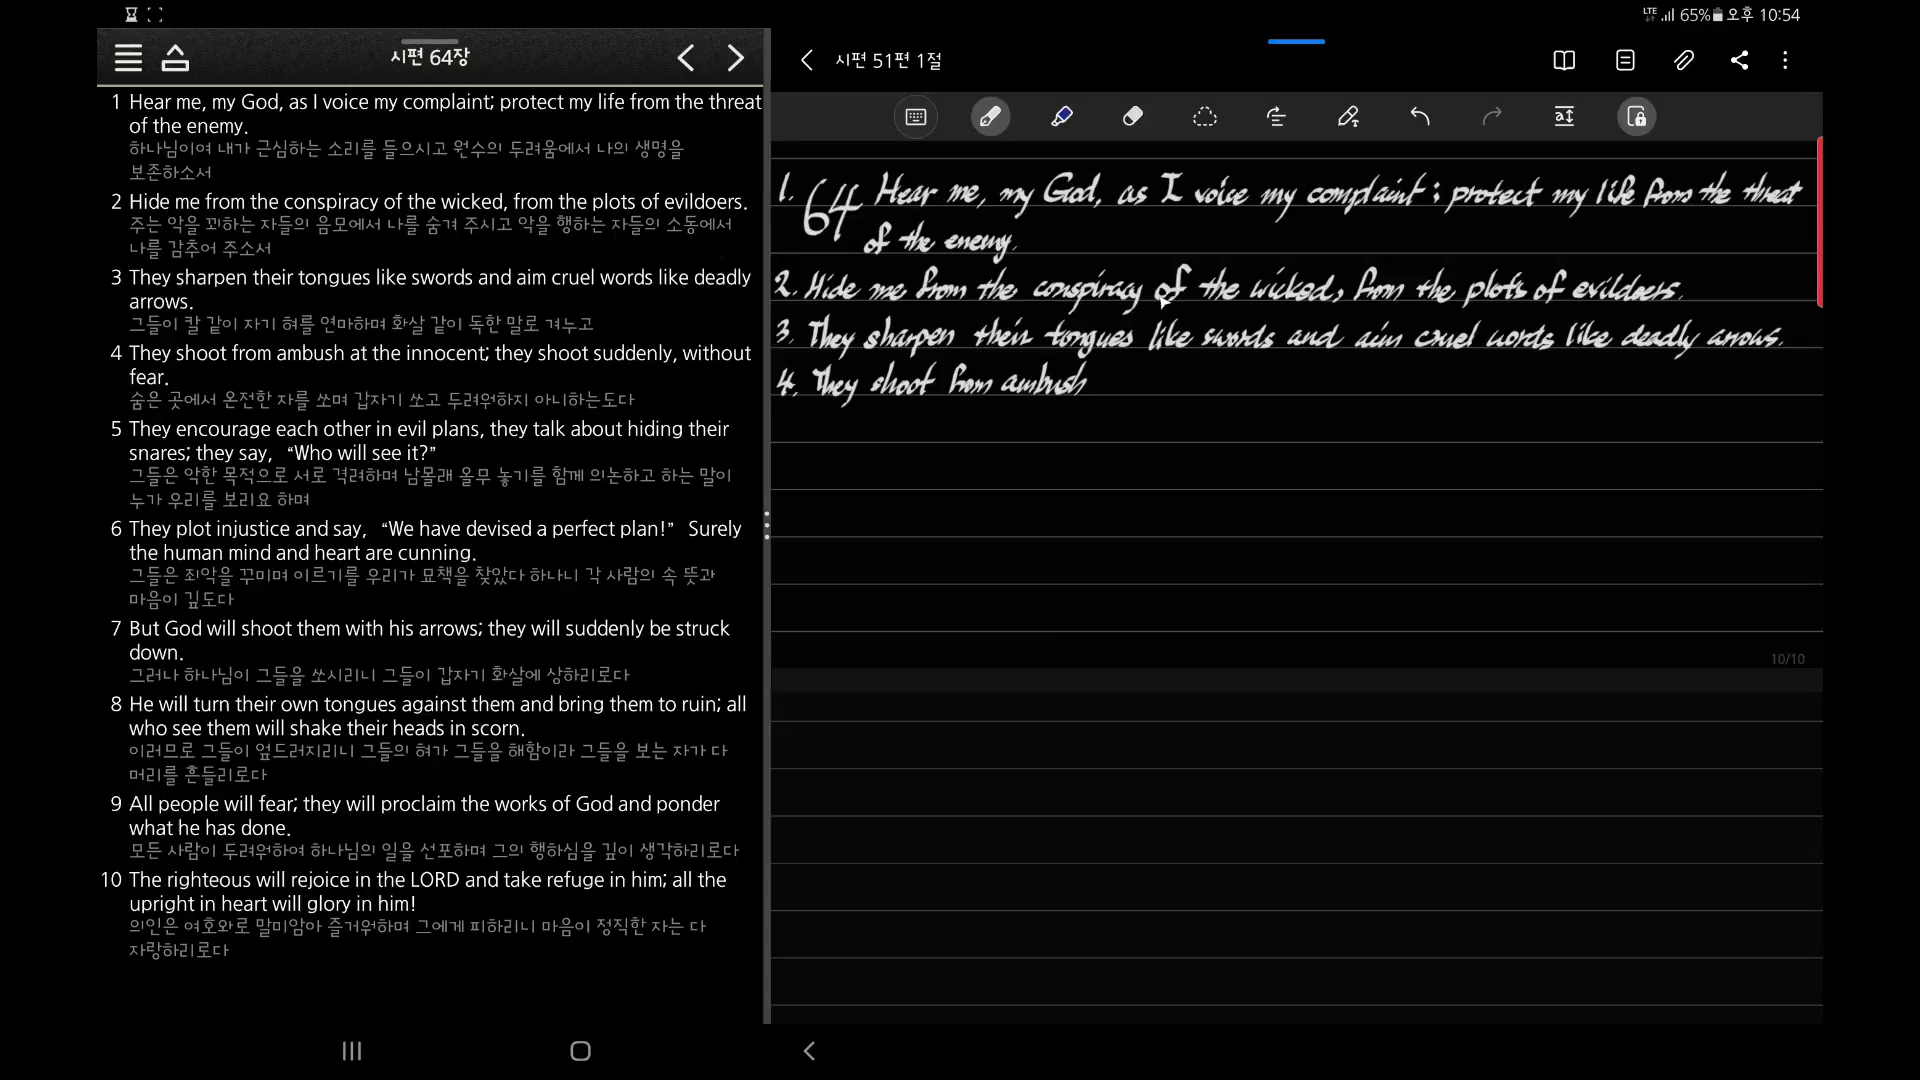 LTE 65% 오후 10:54
시편 64장
1 Hear me, my God, as I voice my complaint; protect my life from the threat
of the enemy.
하나님이여 내가 근심하는 소리를 들으시고 원수의 두려움에서 나의 생명을
보존하소서
2 Hide me from the conspiracy of the wicked, from the plots of evildoers.
주는 악을 꾀하는 자들의 음모에서 나를 숨겨 주시고 악을 행하는 자들의 소동에서
나를 감추어 주소서
3 They sharpen their tongues like swords and aim cruel words like deadly
arrows.
그들이 칼 같이 자기 혀를 연마하며 화살 같이 독한 말로 겨누고
4 They shoot from ambush at the innocent; they shoot suddenly, without
fear.
숨은 곳에서 온전한 자를 쏘며 갑자기 쏘고 두려워하지 아니하는도다
5 They encourage each other in evil plans, they talk about hiding their
snares; they say, “Who will see it?”
그들은 악한 목적으로 서로 격려하며 남몰래 올무 놓기를 함께 의논하고 하는 말이
누가 우리를 보리요 하며
6 They plot injustice and say, “We have devised a perfect plan!” Surely
the human mind and heart are cunning.
그들은 죄악을 꾸미며 이르기를 우리가 묘책을 찾았다 하나니 각 사람의 속 뜻과
마음이 깊도다
7 But God will shoot them with his arrows; they will suddenly be struck
down.
그러나 하나님이 그들을 쏘시리니 그들이 갑자기 화살에 상하리로다
8 He will turn their own tongues against them and bring them to ruin; all
who see them will shake their heads in scorn.
이러므로 그들이 엎드러지리니 그들의 혀가 그들을 해함이라 그들을 보는 자가 다
머리를 흔들리로다
9 All people will fear; they will proclaim the works of God and ponder
what he has done.
모든 사람이 두려워하여 하나님의 일을 선포하며 그의 행하심을 깊이 생각하리로다
10 The righteous will rejoice in the LORD and take refuge in him; all the
upright in heart will glory in him!
의인은 여호와로 말미암아 즐거워하며 그에게 피하리니 마음이 정직한 자는 다
자랑하리로다
시편 51편 1절
64
1. Hear me, my God, as I voice my complaint; protect my life from the threat
of the enemy.
2. Hide me from the conspiracy of the wicked, from the plots of evildoers.
3. They sharpen their tongues like swords and aim cruel words like deadly arrows.
4. They shoot from ambush
10/10